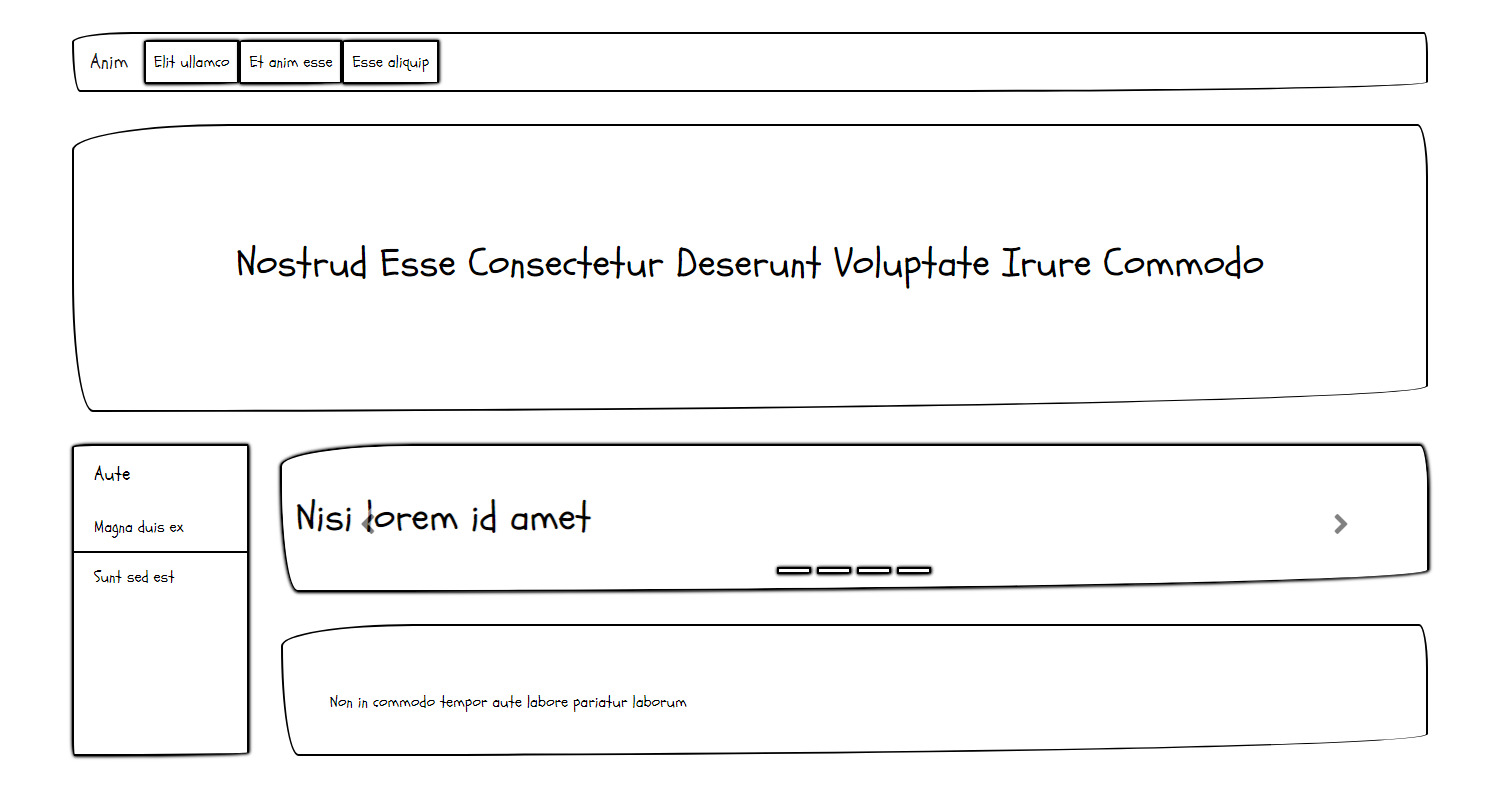 Anim Elit ullamco Et anim esse Esse aliquip
Nostrud Esse Consectetur Deserunt Voluptate Irure Commodo
Aute
Magna duis ex
Sunt sed est
Nisi lorem id amet
Non in commodo tempor aute labore pariatur laborum